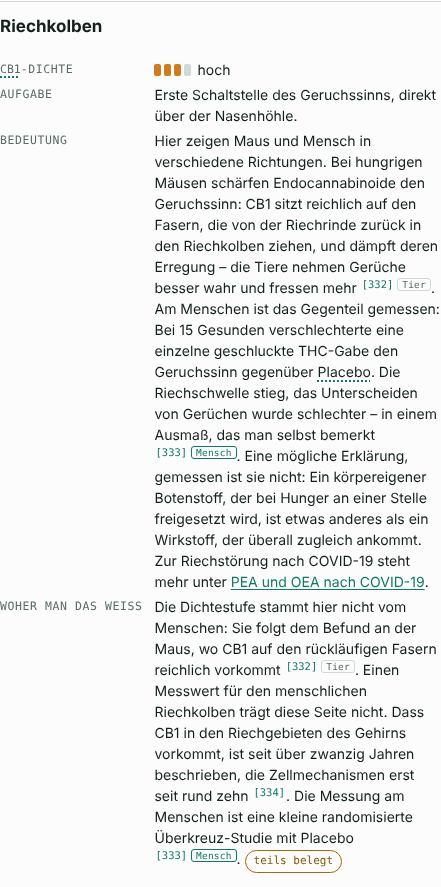 Riechkolben
CB1-DICHTE hoch
AUFGABE Erste Schaltstelle des Geruchssinns, direkt
über der Nasenhöhle.
BEDEUTUNG Hier zeigen Maus und Mensch in
verschiedene Richtungen. Bei hungrigen
Mäusen schärfen Endocannabinoide den
Geruchssinn: CB1 sitzt reichlich auf den
Fasern, die von der Riechrinde zurück in
den Riechkolben ziehen, und dämpft deren
Erregung – die Tiere nehmen Gerüche
besser wahr und fressen mehr [332] Tier.
Am Menschen ist das Gegenteil gemessen:
Bei 15 Gesunden verschlechterte eine
einzelne geschluckte THC-Gabe den
Geruchssinn gegenüber Placebo. Die
Riechschwelle stieg, das Unterscheiden
von Gerüchen wurde schlechter – in einem
Ausmaß, das man selbst bemerkt
[333] Mensch. Eine mögliche Erklärung,
gemessen ist sie nicht: Ein körpereigener
Botenstoff, der bei Hunger an einer Stelle
freigesetzt wird, ist etwas anderes als ein
Wirkstoff, der überall zugleich ankommt.
Zur Riechstörung nach COVID-19 steht
mehr unter PEA und OEA nach COVID-19.
WOHER MAN DAS WEISS Die Dichtestufe stammt hier nicht vom
Menschen: Sie folgt dem Befund an der
Maus, wo CB1 auf den rückläufigen Fasern
reichlich vorkommt [332] Tier. Einen
Messwert für den menschlichen
Riechkolben trägt diese Seite nicht. Dass
CB1 in den Riechgebieten des Gehirns
vorkommt, ist seit über zwanzig Jahren
beschrieben, die Zellmechanismen erst
seit rund zehn [334]. Die Messung am
Menschen ist eine kleine randomisierte
Überkreuz-Studie mit Placebo
[333] Mensch. teils belegt